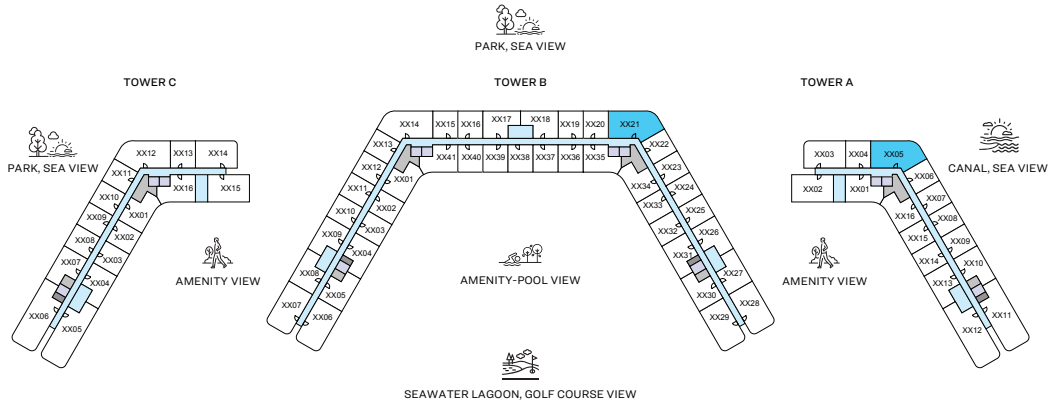 PARK, SEA VIEW
TOWER C
TOWER B
TOWER A
PARK, SEA VIEW
CANAL, SEA VIEW
XX12
XX13
XX14
XX11
XX16
XX15
XX10
XX01
XX09
XX02
XX08
XX03
XX07
XX04
XX06
XX05
AMENITY VIEW
XX14
XX15
XX16
XX17
XX18
XX19
XX20
XX21
XX13
XX41
XX40
XX39
XX38
XX37
XX36
XX35
XX22
XX12
XX01
XX34
XX23
XX11
XX02
XX33
XX24
XX10
XX03
XX32
XX25
XX09
XX04
XX31
XX26
XX08
XX05
XX30
XX27
XX07
XX06
XX29
XX28
AMENITY-POOL VIEW
XX03
XX04
XX05
XX02
XX01
XX06
XX16
XX07
XX15
XX08
XX14
XX09
XX13
XX10
XX12
XX11
AMENITY VIEW
SEAWATER LAGOON, GOLF COURSE VIEW